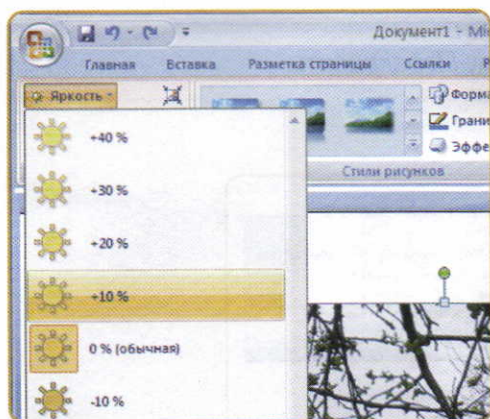 Документ1 - Mi
Главная Вставка Разметка страницы Ссылки
Яркость
Форма
Грани
Эффе
Стили рисунков
+40 %
+30 %
+20 %
+10 %
0 % (обычная)
-10 %